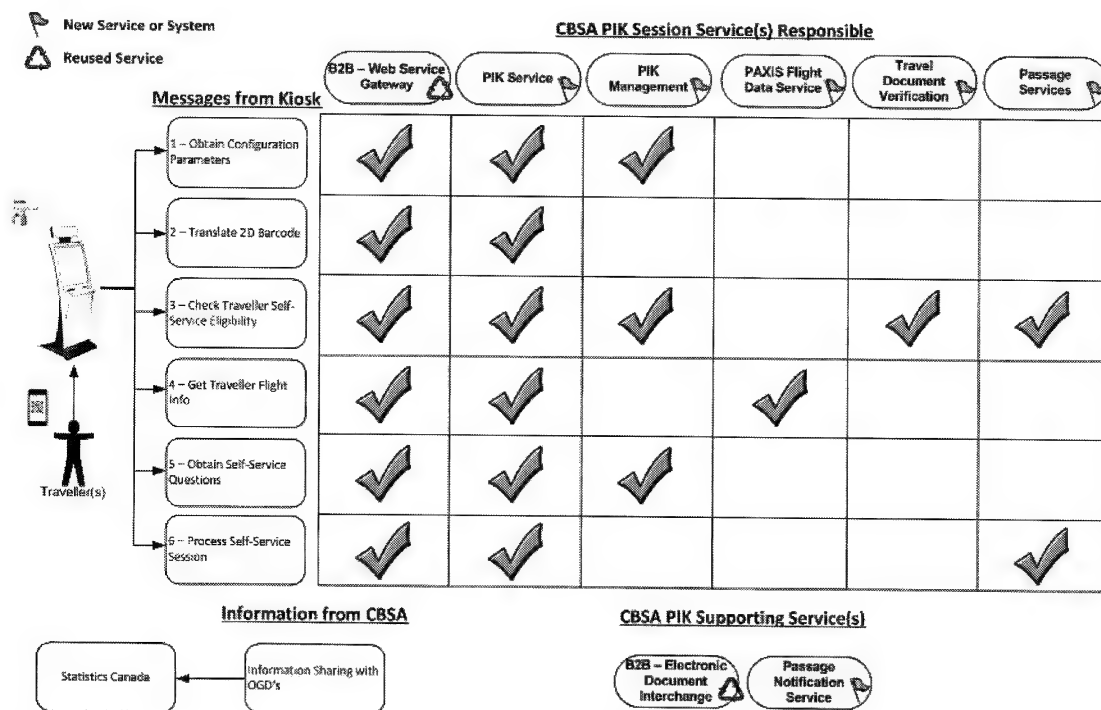 New Service or System
Reused Service
CBSA PIK Session Service(s) Responsible
Messages from Kiosk
B2B – Web Service
Gateway
PIK Service
PIK
Management
PAXIS Flight
Data Service
Travel
Document
Verification
Passage
Services
1 – Obtain Configuration
Parameters
2 – Translate 2D Barcode
3 – Check Traveller Self-
Service Eligibility
4 – Get Traveller Flight
Info
5 – Obtain Self-Service
Questions
6 – Process Self-Service
Session
Traveller(s)
Information from CBSA
CBSA PIK Supporting Service(s)
Statistics Canada
Information Sharing with
OGD's
B2B – Electronic
Document
Interchange
Passage
Notification
Service